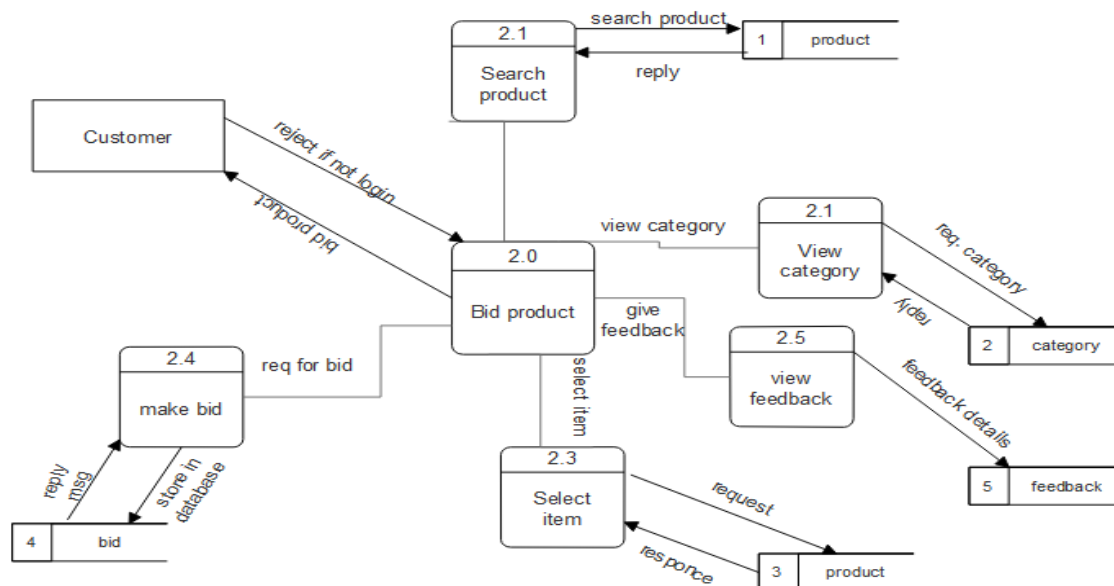 search product
2.1
Search
product
reply
1
product
Customer
reject if not login
bid product
view category
2.1
View
category
req. category
reply
2
category
2.0
Bid product
give
feedback
2.5
view
feedback
feedback details
5
feedback
req for bid
2.4
make bid
reply
msg
store in
database
4
bid
select item
2.3
Select
item
request
responce
3
product